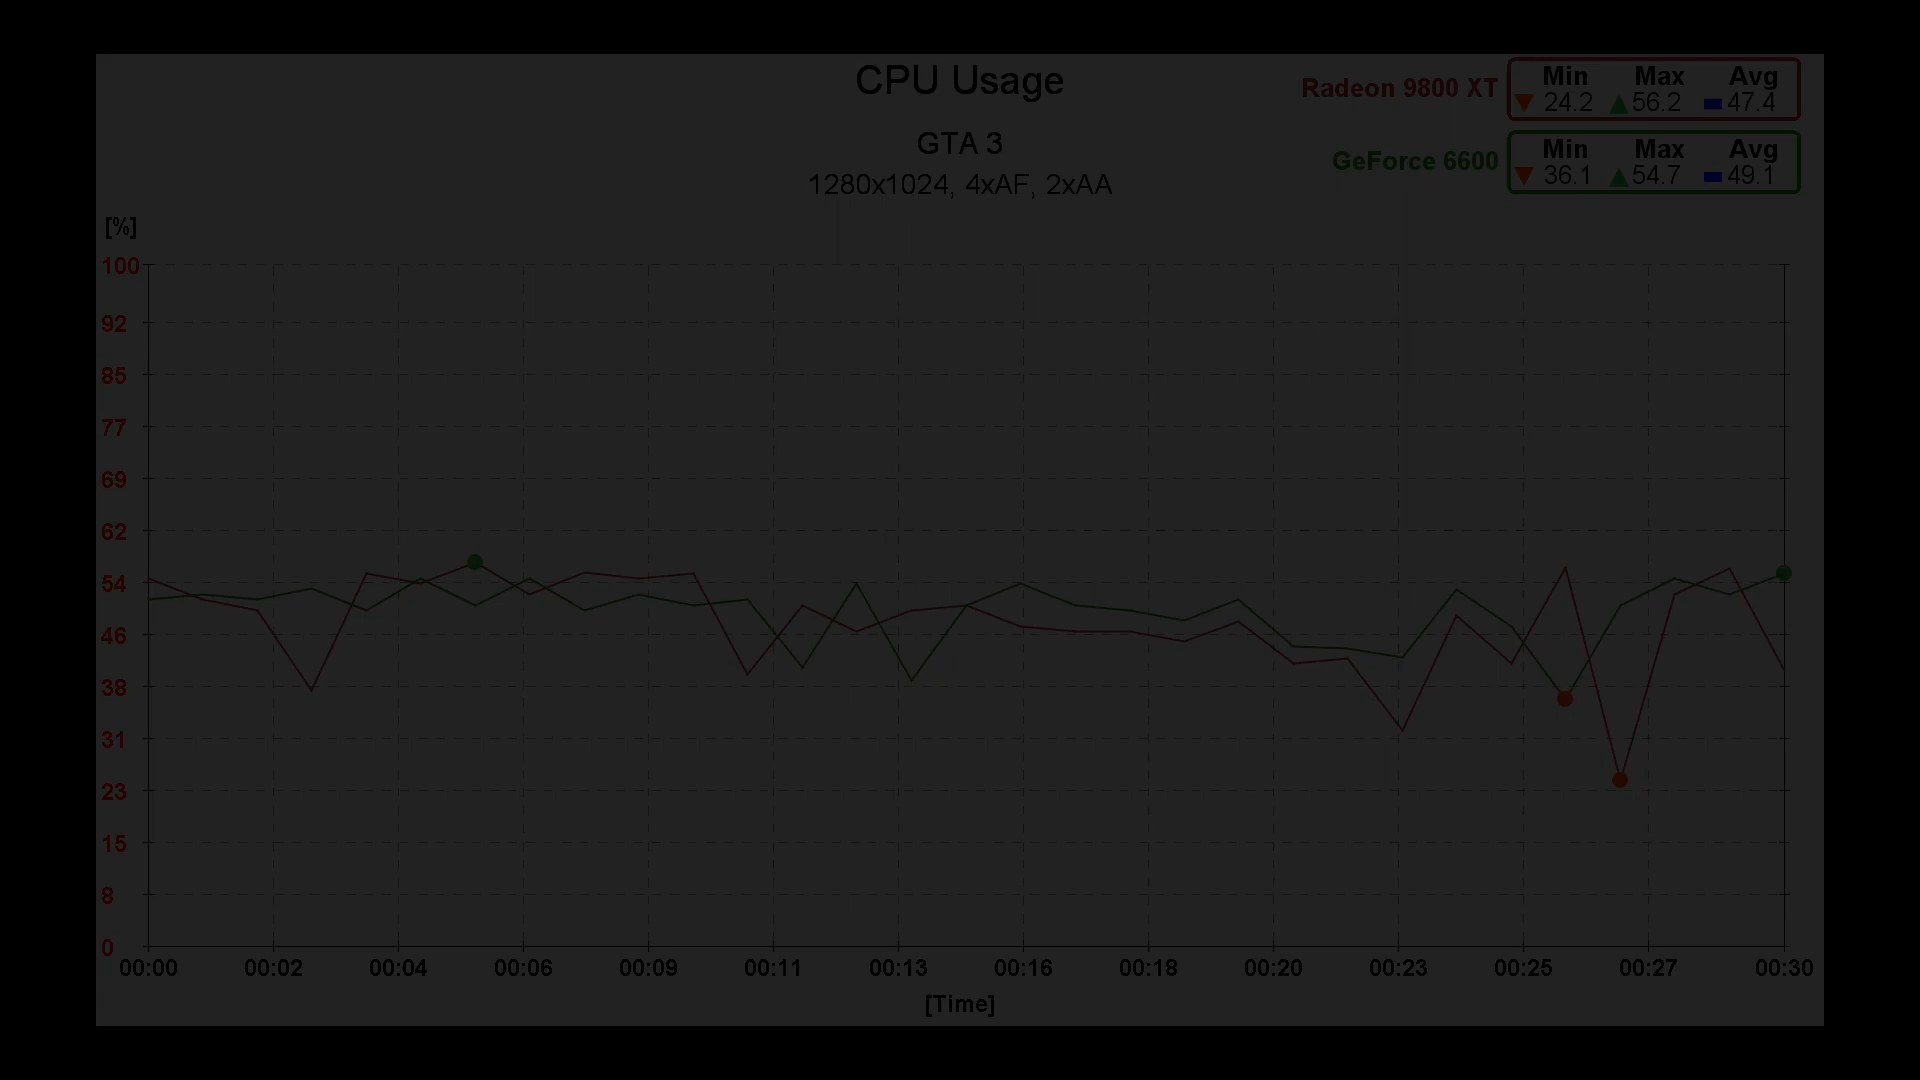 CPU Usage
GTA 3
1280x1024, 4xAF, 2xAA
Radeon 9800 XT
Min Max Avg
24.2 56.2 47.4
GeForce 6600
Min Max Avg
36.1 54.7 49.1
[%]
100
92
85
77
69
62
54
46
38
31
23
15
8
0
00:00 00:02 00:04 00:06 00:09 00:11 00:13 00:16 00:18 00:20 00:23 00:25 00:27 00:30
[Time]